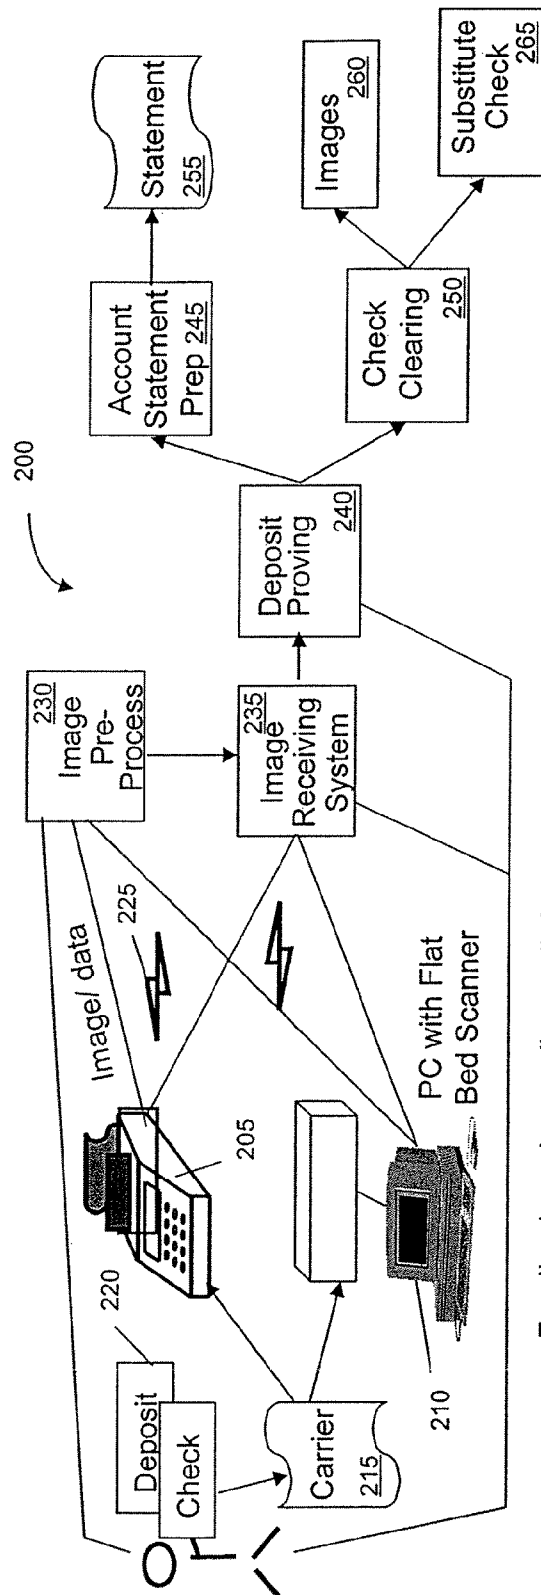 200
Deposit
220
Check
Carrier
215
Image/ data
225
205
210
PC with Flat
Bed Scanner
230
Image
Pre-
Process
235
Image
Receiving
System
Deposit
Proving
240
Account
Statement
Prep 245
Statement
255
Check
Clearing
250
Images
260
Substitute
Check
265